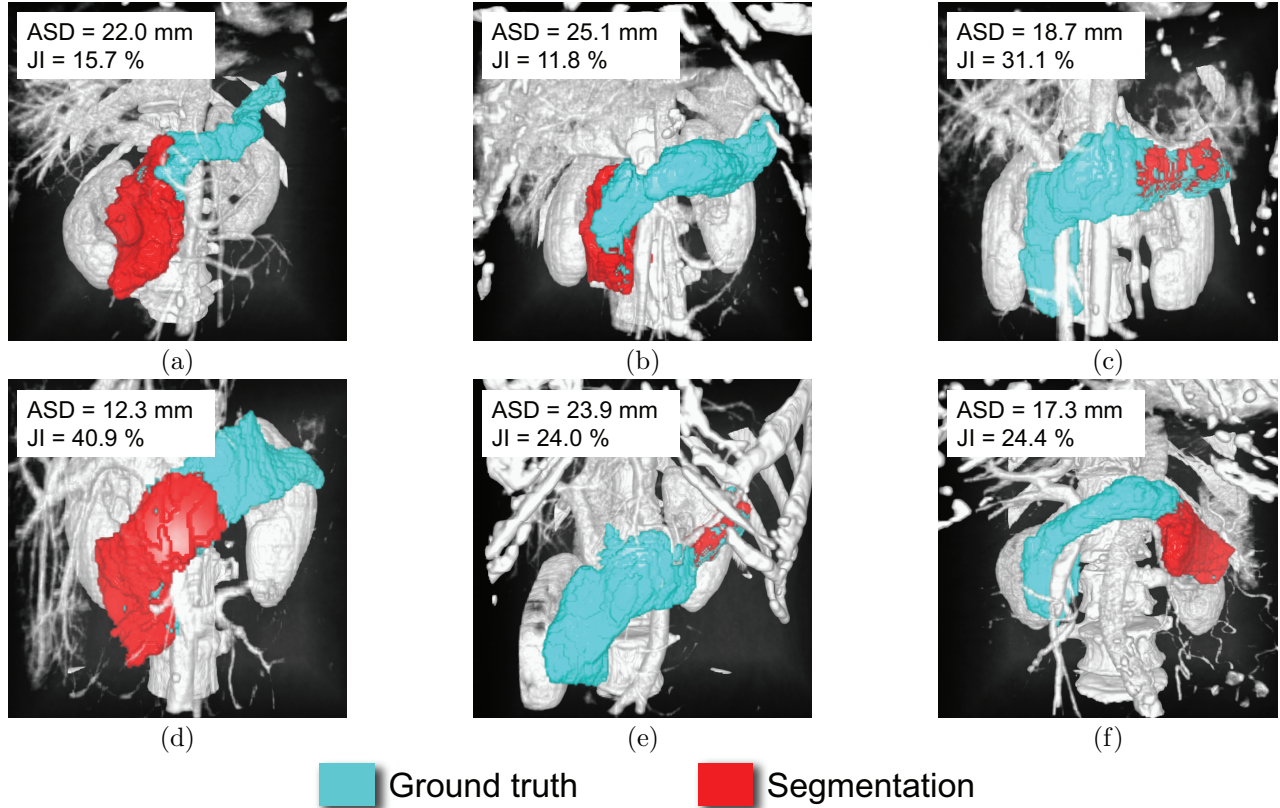 ASD = 22.0 mm
JI = 15.7 %
ASD = 25.1 mm
JI = 11.8 %
ASD = 18.7 mm
JI = 31.1 %
(a)
(b)
(c)
ASD = 12.3 mm
JI = 40.9 %
ASD = 23.9 mm
JI = 24.0 %
ASD = 17.3 mm
JI = 24.4 %
(d)
(e)
(f)
Ground truth
Segmentation